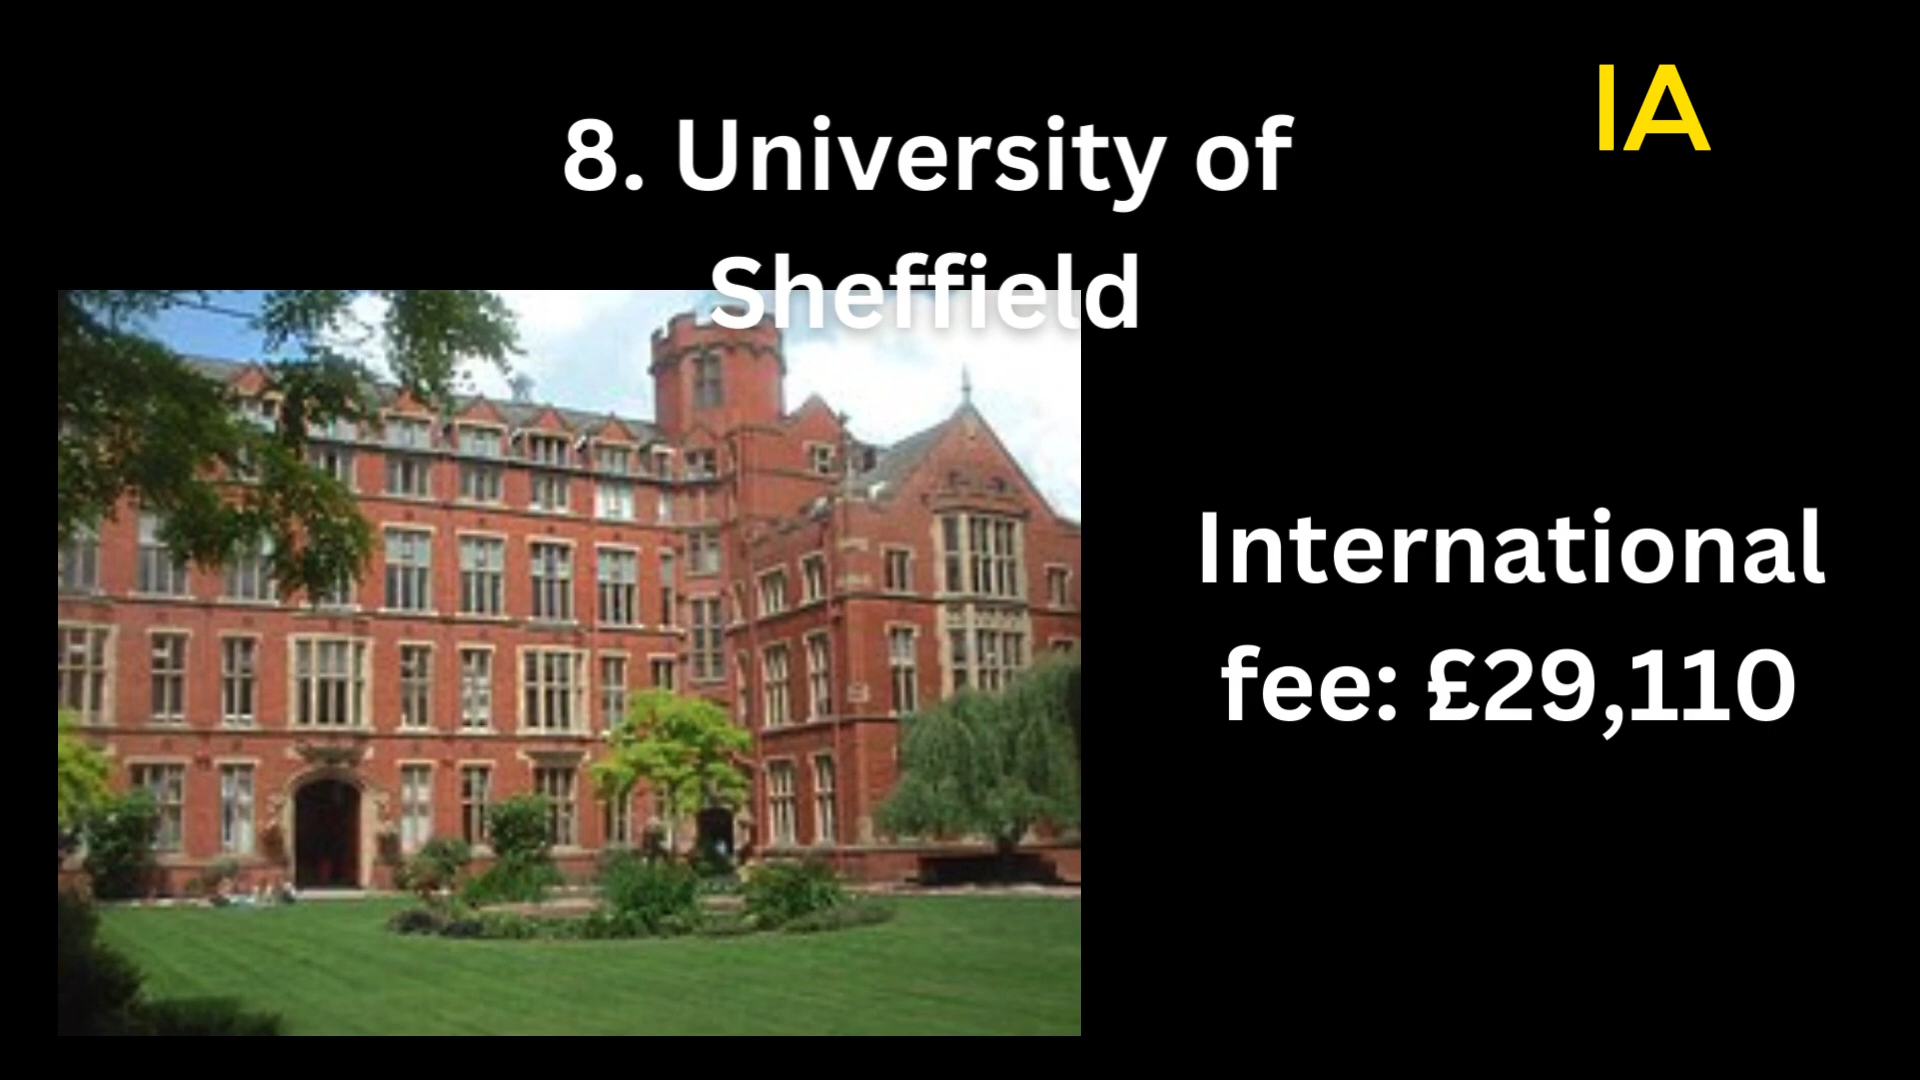 IA
8. University of
Sheffield
International
fee: £29,110